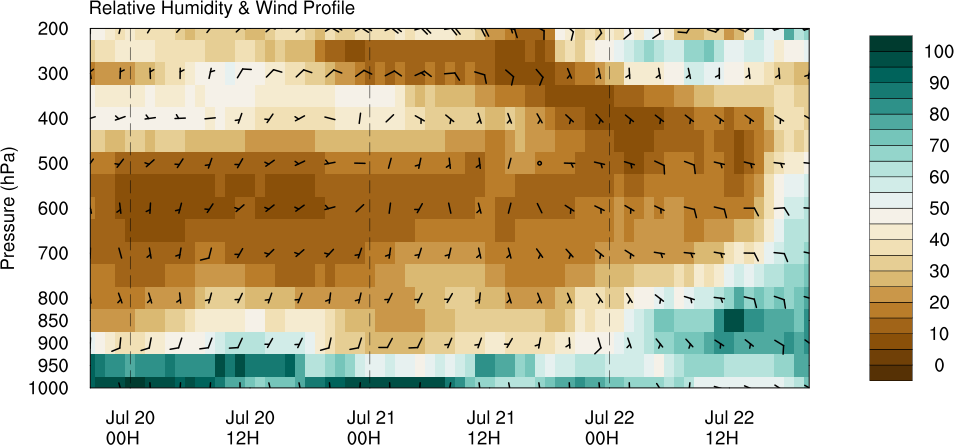 Relative Humidity & Wind Profile
Pressure (hPa)
200
300
400
500
600
700
800
850
900
950
1000
Jul 20 00H
Jul 20 12H
Jul 21 00H
Jul 21 12H
Jul 22 00H
Jul 22 12H
100
90
80
70
60
50
40
30
20
10
0